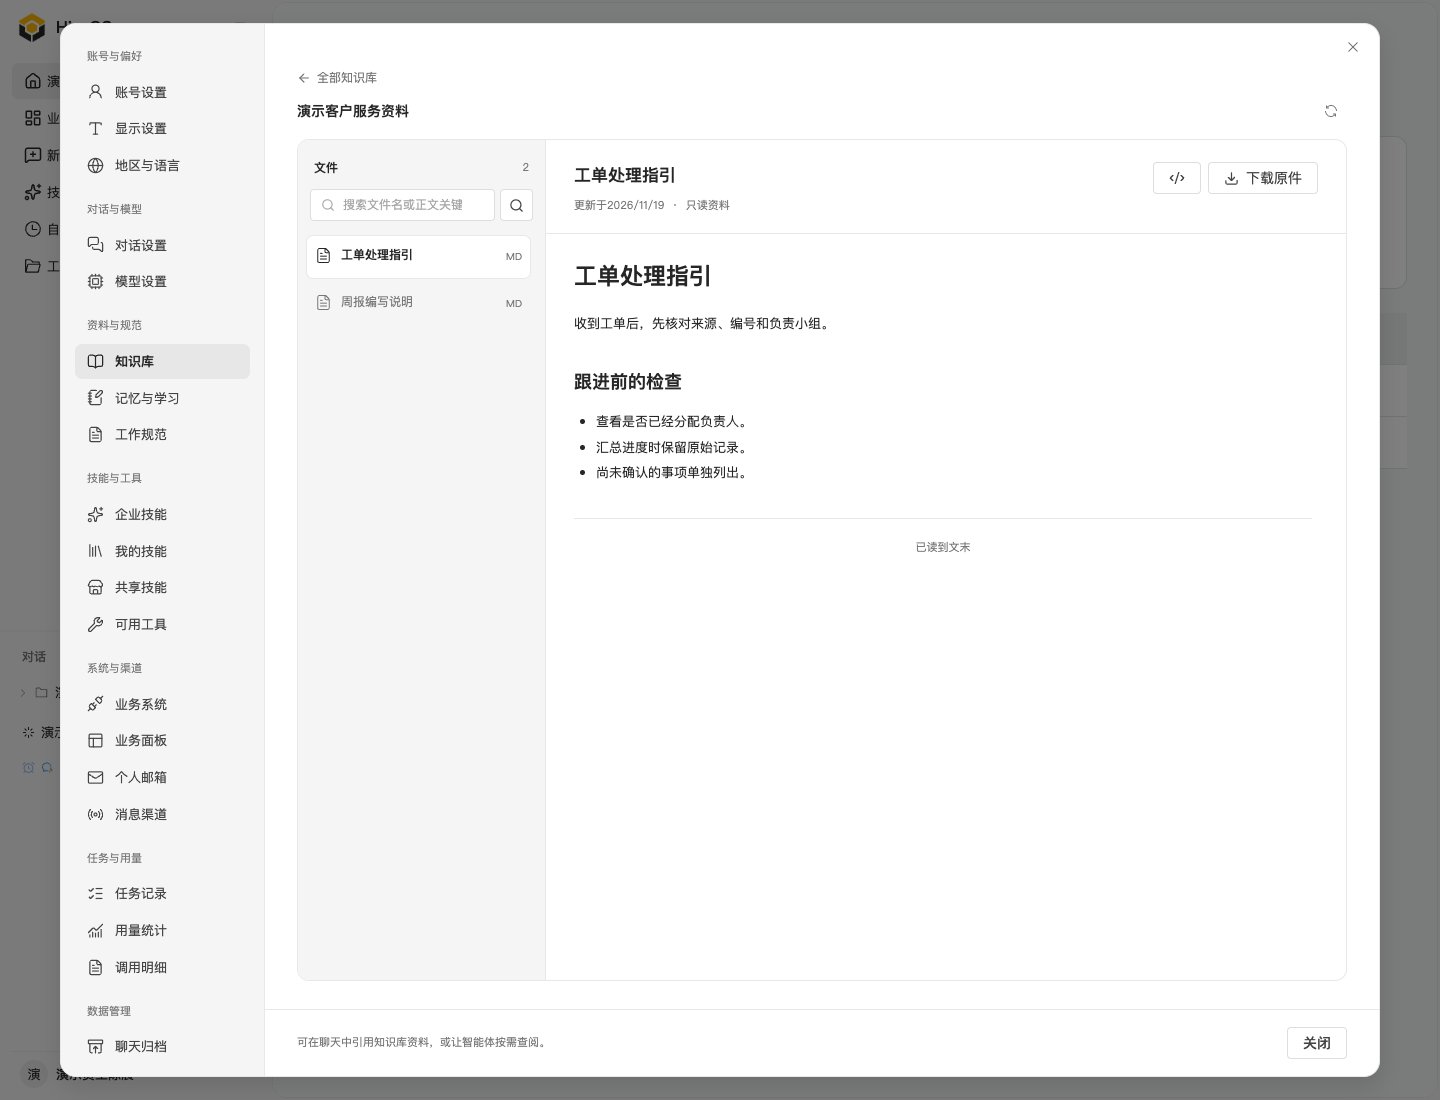 账号与偏好
账号设置
显示设置
地区与语言
对话与模型
对话设置
模型设置
资料与规范
知识库
记忆与学习
工作规范
技能与工具
企业技能
我的技能
共享技能
可用工具
系统与渠道
业务系统
业务面板
个人邮箱
消息渠道
任务与用量
任务记录
用量统计
调用明细
数据管理
聊天归档
全部知识库
演示客户服务资料
文件 2
搜索文件名或正文关键
工单处理指引 MD
周报编写说明 MD
工单处理指引
更新于2026/11/19 · 只读资料
</> 下载原件
工单处理指引
收到工单后，先核对来源、编号和负责小组。
跟进前的检查
• 查看是否已经分配负责人。
• 汇总进度时保留原始记录。
• 尚未确认的事项单独列出。
已读到文末
可在聊天中引用知识库资料，或让智能体按需查阅。
关闭
演
业
新
技
自
工
对话
演